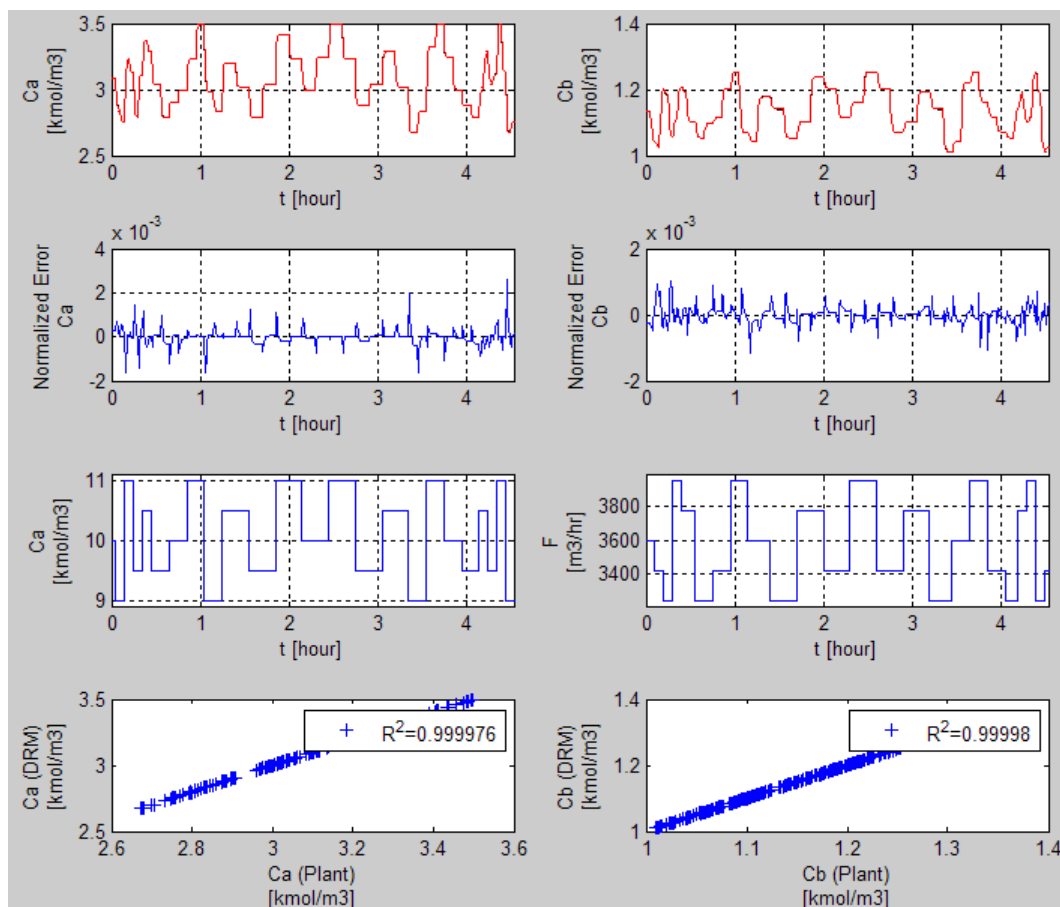 3.5
3
2.5
Ca
[kmol/m3]
0 1 2 3 4
t [hour]
1.4
1.2
1
Cb
[kmol/m3]
0 1 2 3 4
t [hour]
x 10-3
4
2
0
-2
Normalized Error
Ca
0 1 2 3 4
t [hour]
x 10-3
2
0
-2
Normalized Error
Cb
0 1 2 3 4
t [hour]
11
10
9
Ca
[kmol/m3]
0 1 2 3 4
t [hour]
3800
3600
3400
F
[m3/hr]
0 1 2 3 4
t [hour]
3.5
3
2.5
Ca (DRM)
[kmol/m3]
R2=0.999976
2.6 2.8 3 3.2 3.4 3.6
Ca (Plant)
[kmol/m3]
1.4
1.2
1
Cb (DRM)
[kmol/m3]
R2=0.99998
1 1.1 1.2 1.3 1.4
Cb (Plant)
[kmol/m3]